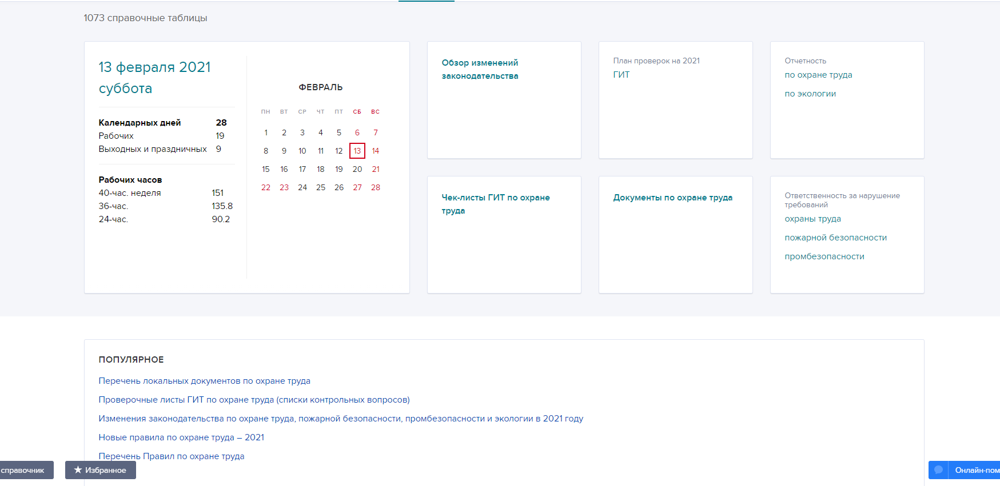 1073 справочные таблицы
13 февраля 2021
суббота
Календарных дней 28
Рабочих 19
Выходных и праздничных 9
Рабочих часов
40-час. неделя 151
36-час. 135.8
24-час. 90.2
ФЕВРАЛЬ
ПН ВТ СР ЧТ ПТ СБ ВС
1 2 3 4 5 6 7
8 9 10 11 12 13 14
15 16 17 18 19 20 21
22 23 24 25 26 27 28
Обзор изменений
законодательства
План проверок на 2021
ГИТ
Отчетность
по охране труда
по экологии
Чек-листы ГИТ по охране
труда
Документы по охране труда
Ответственность за нарушение
требований
охраны труда
пожарной безопасности
промбезопасности
ПОПУЛЯРНОЕ
Перечень локальных документов по охране труда
Проверочные листы ГИТ по охране труда (списки контрольных вопросов)
Изменения законодательства по охране труда, пожарной безопасности, промбезопасности и экологии в 2021 году
Новые правила по охране труда – 2021
Перечень Правил по охране труда
справочник
Избранное
Онлайн-пом